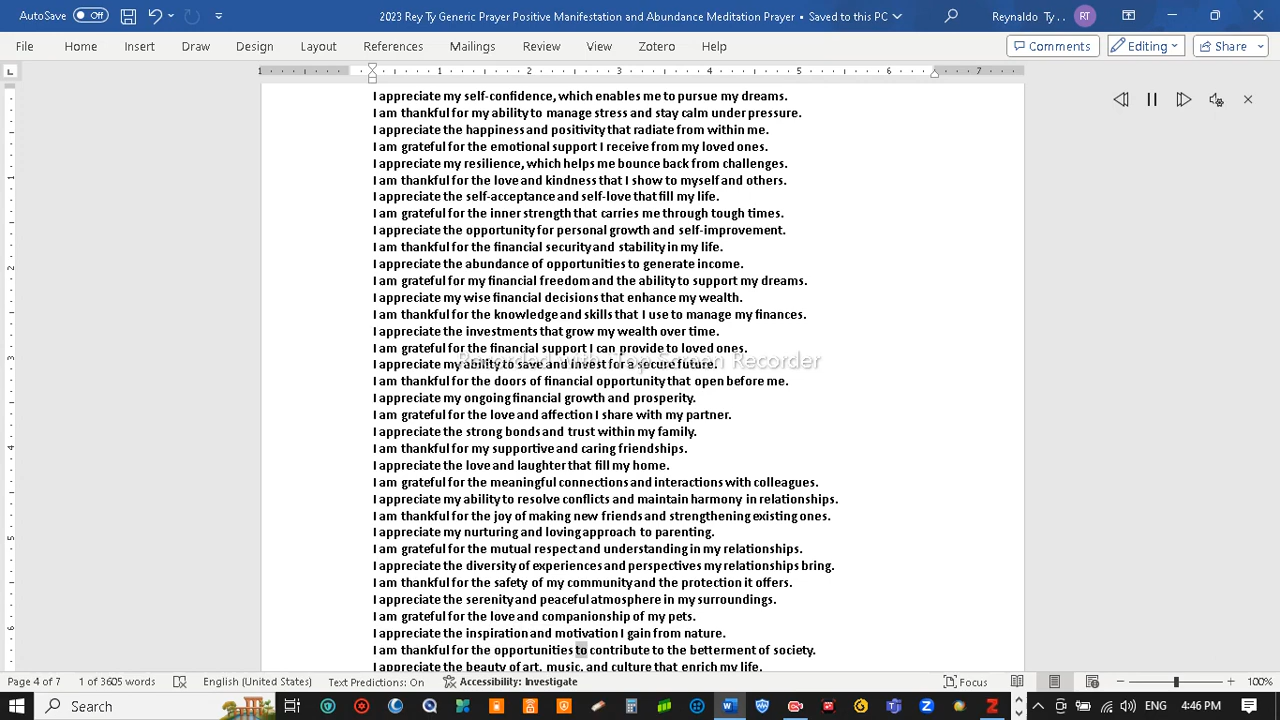 AutoSave Off 2023 Rey Ty Generic Prayer Positive Manifestation and Abundance Meditation Prayer • Saved to this PC Reynaldo Ty .. RT
File Home Insert Draw Design Layout References Mailings Review View Zotero Help Comments Editing Share
1 1 2 3 4 5 6 7
I appreciate my self-confidence, which enables me to pursue my dreams.
I am thankful for my ability to manage stress and stay calm under pressure.
I appreciate the happiness and positivity that radiate from within me.
I am grateful for the emotional support I receive from my loved ones.
I appreciate my resilience, which helps me bounce back from challenges.
I am thankful for the love and kindness that I show to myself and others.
I appreciate the self-acceptance and self-love that fill my life.
I am grateful for the inner strength that carries me through tough times.
I appreciate the opportunity for personal growth and self-improvement.
I am thankful for the financial security and stability in my life.
I appreciate the abundance of opportunities to generate income.
I am grateful for my financial freedom and the ability to support my dreams.
I appreciate my wise financial decisions that enhance my wealth.
I am thankful for the knowledge and skills that I use to manage my finances.
I appreciate the investments that grow my wealth over time.
I am grateful for the financial support I can provide to loved ones.
Recorded with iTop Screen Recorder
I appreciate my ability to save and invest for a secure future.
I am thankful for the doors of financial opportunity that open before me.
I appreciate my ongoing financial growth and prosperity.
I am grateful for the love and affection I share with my partner.
I appreciate the strong bonds and trust within my family.
I am thankful for my supportive and caring friendships.
I appreciate the love and laughter that fill my home.
I am grateful for the meaningful connections and interactions with colleagues.
I appreciate my ability to resolve conflicts and maintain harmony in relationships.
I am thankful for the joy of making new friends and strengthening existing ones.
I appreciate my nurturing and loving approach to parenting.
I am grateful for the mutual respect and understanding in my relationships.
I appreciate the diversity of experiences and perspectives my relationships bring.
I am thankful for the safety of my community and the protection it offers.
I appreciate the serenity and peaceful atmosphere in my surroundings.
I am grateful for the love and companionship of my pets.
I appreciate the inspiration and motivation I gain from nature.
I am thankful for the opportunities to contribute to the betterment of society.
I appreciate the beauty of art, music, and culture that enrich my life.
Page 4 of 7 1 of 3605 words English (United States) Text Predictions: On Accessibility: Investigate Focus 100%
Search 4:46 PM